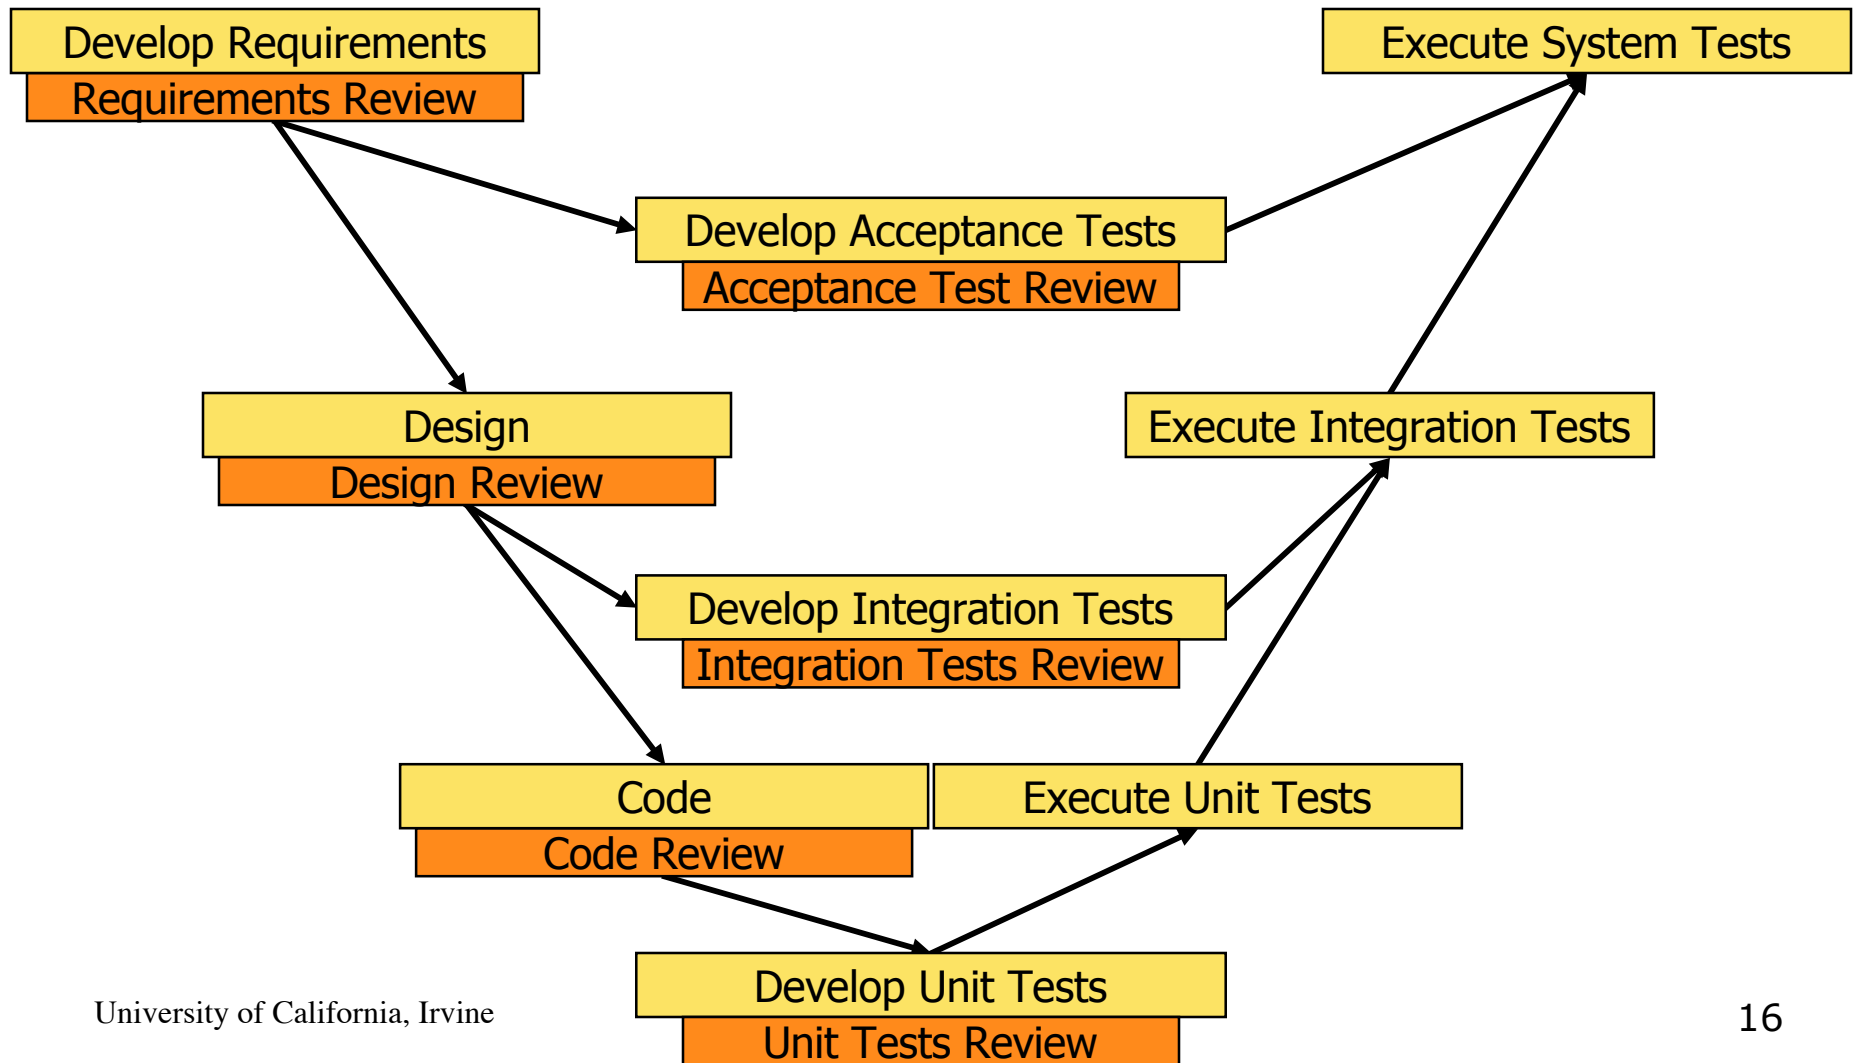 Develop Requirements
Requirements Review
Execute System Tests
Develop Acceptance Tests
Acceptance Test Review
Design
Design Review
Execute Integration Tests
Develop Integration Tests
Integration Tests Review
Code
Code Review
Execute Unit Tests
Develop Unit Tests
Unit Tests Review
University of California, Irvine
16